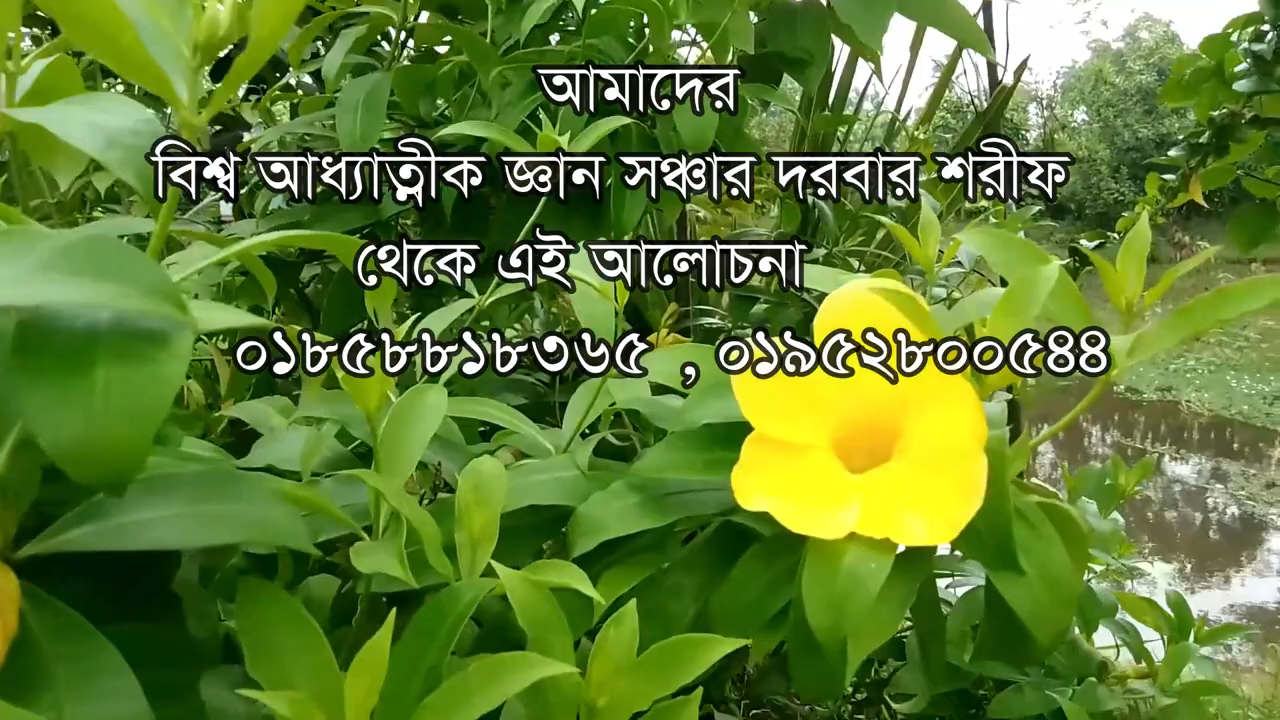 আমাদের
বিশ্ব আধ্যাত্নীক জ্ঞান সঞ্চার দরবার শরীফ
থেকে এই আলোচনা
০১৮৫৮৮১৮৩৬৫ , ০১৯৫২৮০০৫৪৪